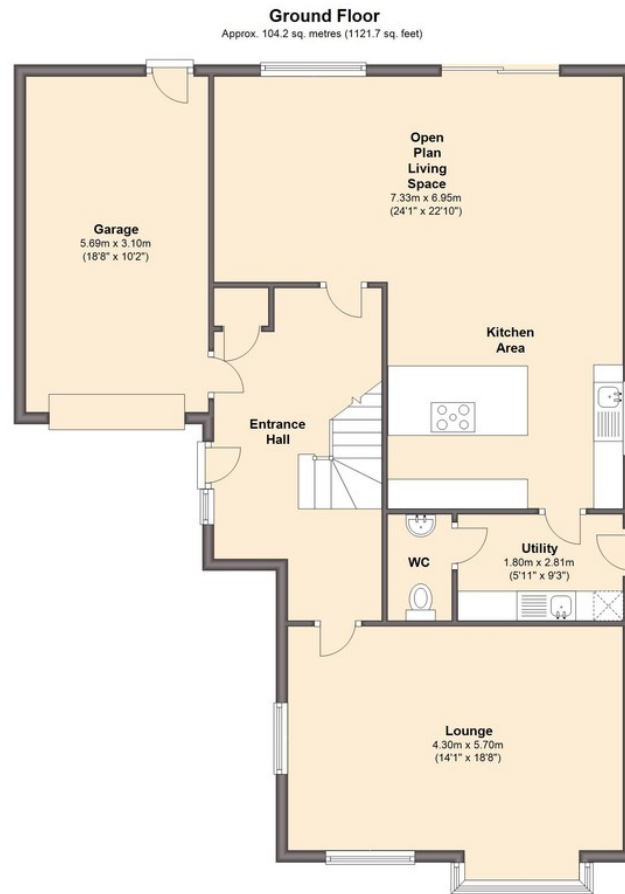 Ground Floor
Approx. 104.2 sq. metres (1121.7 sq. feet)
Open
Plan
Living
Space
7.33m x 6.95m
(24'1" x 22'10")
Garage
5.69m x 3.10m
(18'8" x 10'2")
Kitchen
Area
Entrance
Hall
WC
Utility
1.80m x 2.81m
(5'11" x 9'3")
Lounge
4.30m x 5.70m
(14'1" x 18'8")